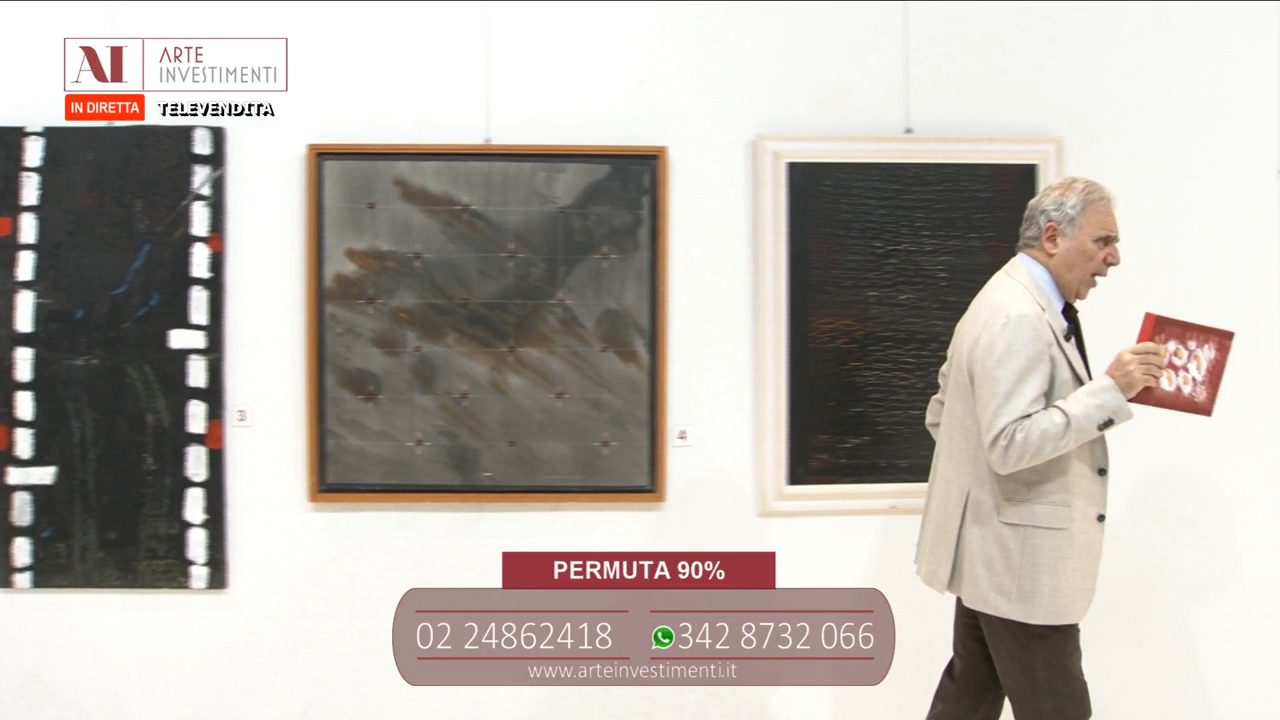 AI
ARTE
INVESTIMENTI
IN DIRETTA
TELEVENDITA
PERMUTA 90%
02 24862418
342 8732 066
www.arteinvestimenti.it